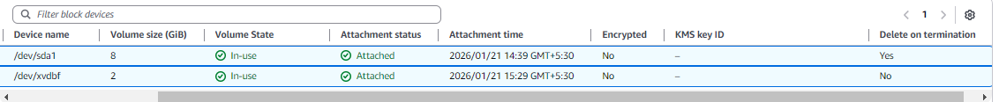 Filter block devices 1
Device name Volume size (GiB) Volume State Attachment status Attachment time Encrypted KMS key ID Delete on termination
/dev/sda1 8 In-use Attached 2026/01/21 14:39 GMT+5:30 No – Yes
/dev/xvdbf 2 In-use Attached 2026/01/21 15:29 GMT+5:30 No – No